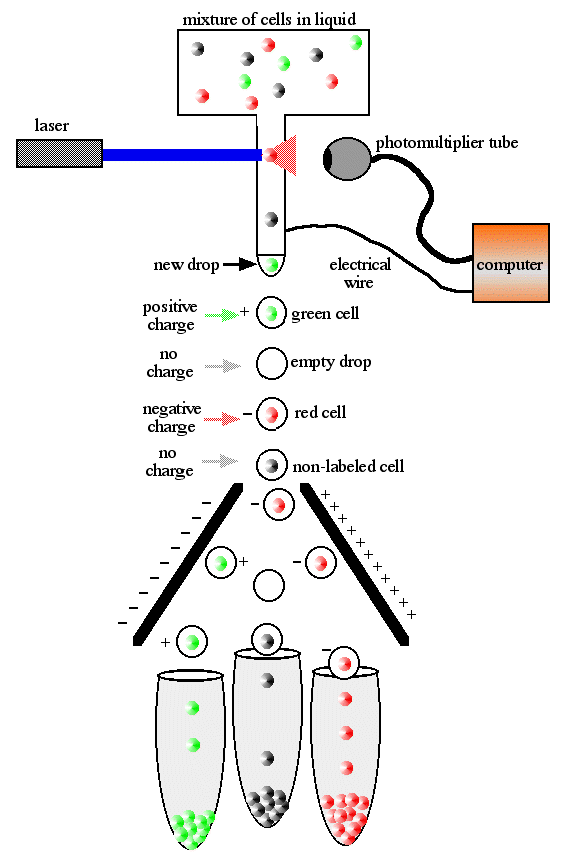 mixture of cells in liquid
laser
photomultiplier tube
computer
new drop
electrical
wire
positive
charge
+
green cell
no
charge
empty drop
negative
charge
–
red cell
no
charge
non-labeled cell
– – – – – – – – –
–
+ + + + + + + + + + +
+
–
+
–